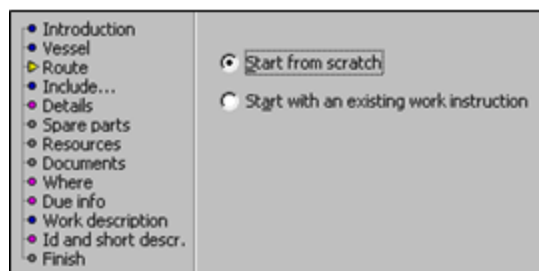 Introduction
Vessel
Route
Include...
Details
Spare parts
Resources
Documents
Where
Due info
Work description
Id and short descr.
Finish
Start from scratch
Start with an existing work instruction